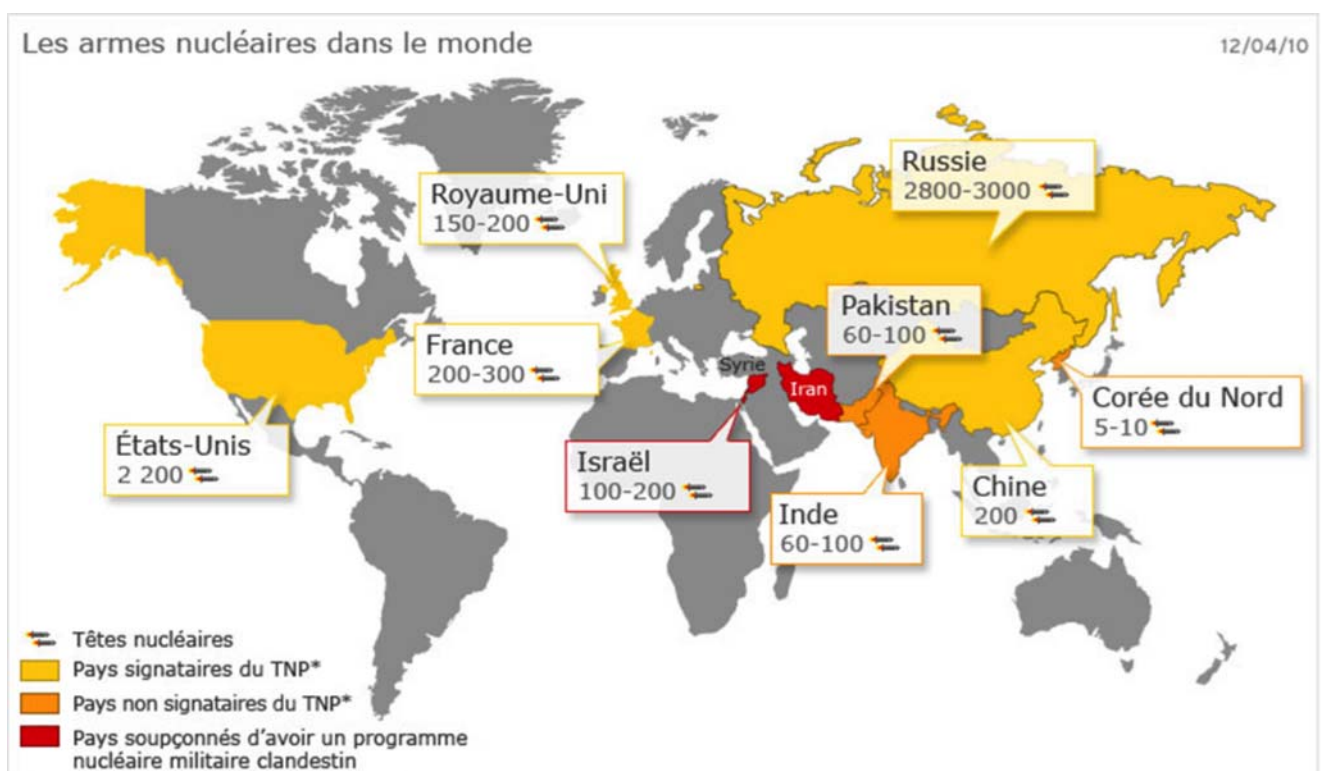 Les armes nucléaires dans le monde
12/04/10
Russie
2800-3000
Royaume-Uni
150-200
Pakistan
60-100
France
200-300
Syrie
Iran
Corée du Nord
5-10
États-Unis
2 200
Israël
100-200
Chine
200
Inde
60-100
Têtes nucléaires
Pays signataires du TNP*
Pays non signataires du TNP*
Pays soupçonnés d'avoir un programme
nucléaire militaire clandestin